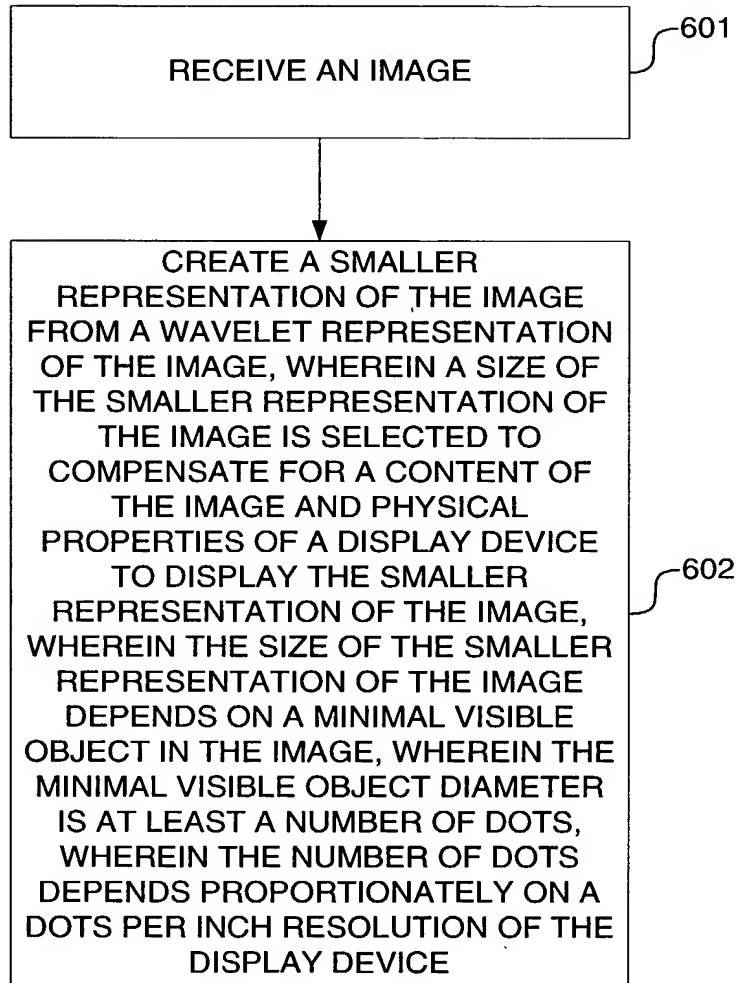 RECEIVE AN IMAGE
601
CREATE A SMALLER
REPRESENTATION OF THE IMAGE
FROM A WAVELET REPRESENTATION
OF THE IMAGE, WHEREIN A SIZE OF
THE SMALLER REPRESENTATION OF
THE IMAGE IS SELECTED TO
COMPENSATE FOR A CONTENT OF
THE IMAGE AND PHYSICAL
PROPERTIES OF A DISPLAY DEVICE
TO DISPLAY THE SMALLER
REPRESENTATION OF THE IMAGE,
WHEREIN THE SIZE OF THE SMALLER
REPRESENTATION OF THE IMAGE
DEPENDS ON A MINIMAL VISIBLE
OBJECT IN THE IMAGE, WHEREIN THE
MINIMAL VISIBLE OBJECT DIAMETER
IS AT LEAST A NUMBER OF DOTS,
WHEREIN THE NUMBER OF DOTS
DEPENDS PROPORTIONATELY ON A
DOTS PER INCH RESOLUTION OF THE
DISPLAY DEVICE
602